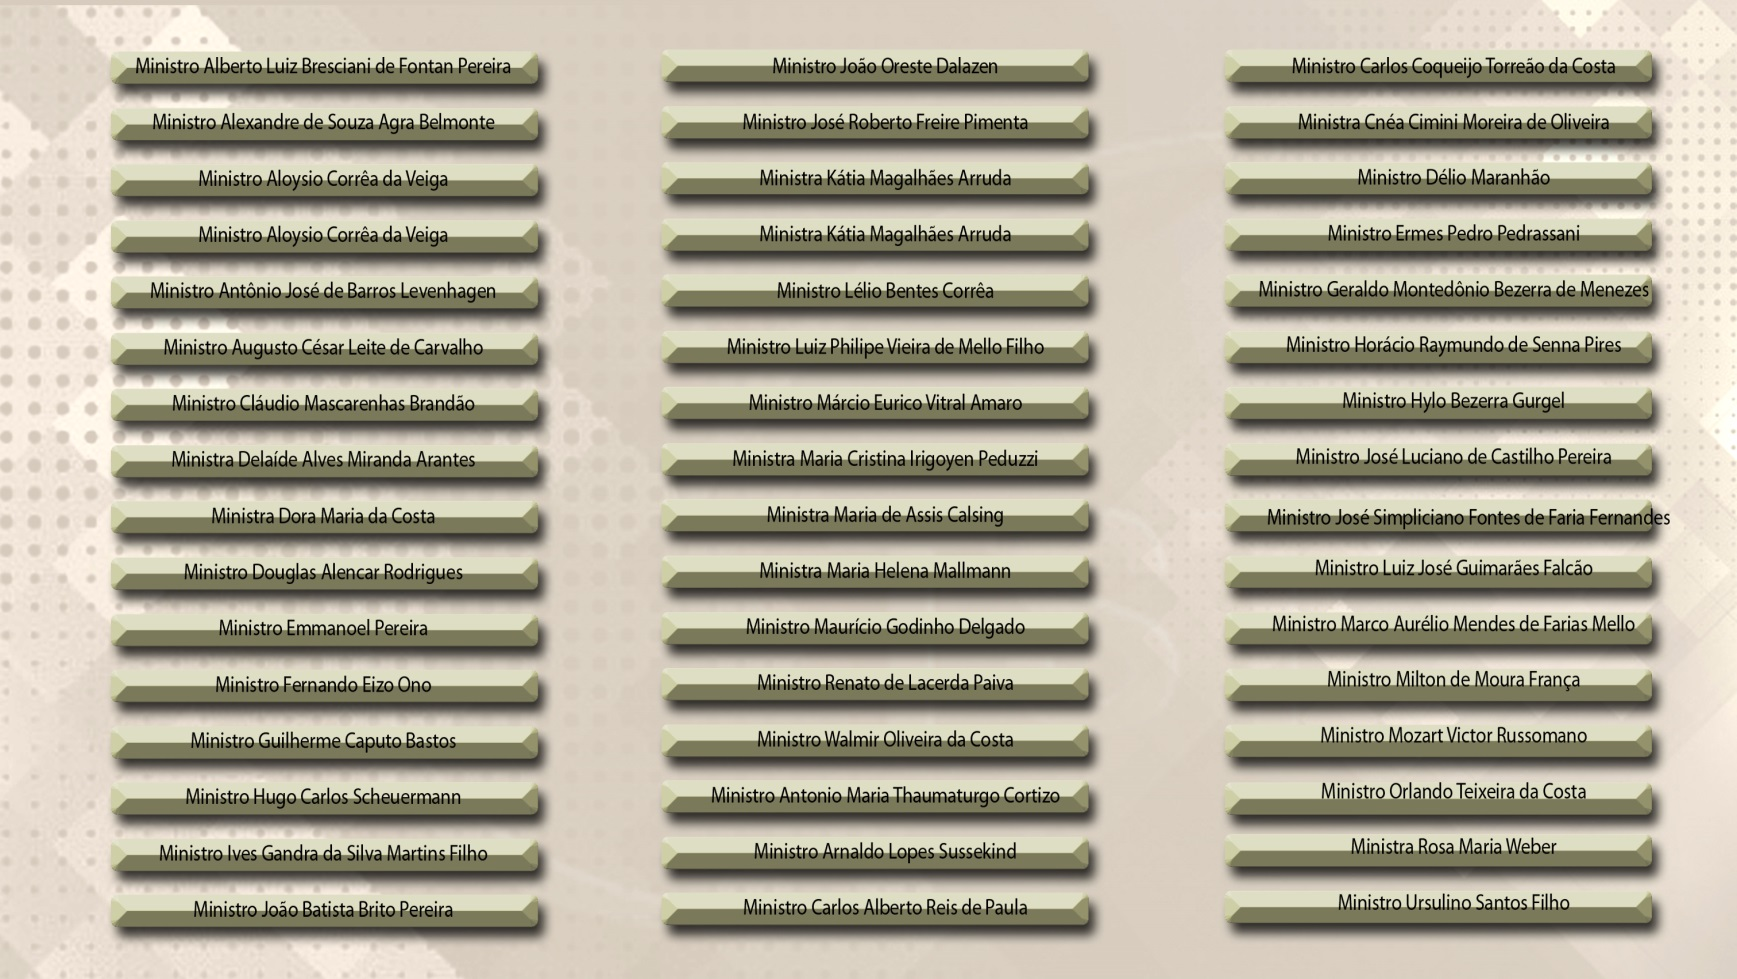 Ministro Alberto Luiz Bresciani de Fontan Pereira
Ministro Alexandre de Souza Agra Belmonte
Ministro Aloysio Corrêa da Veiga
Ministro Aloysio Corrêa da Veiga
Ministro Antônio José de Barros Levenhagen
Ministro Augusto César Leite de Carvalho
Ministro Cláudio Mascarenhas Brandão
Ministra Delaíde Alves Miranda Arantes
Ministra Dora Maria da Costa
Ministro Douglas Alencar Rodrigues
Ministro Emmanoel Pereira
Ministro Fernando Eizo Ono
Ministro Guilherme Caputo Bastos
Ministro Hugo Carlos Scheuermann
Ministro Ives Gandra da Silva Martins Filho
Ministro João Batista Brito Pereira
Ministro João Oreste Dalazen
Ministro José Roberto Freire Pimenta
Ministra Kátia Magalhães Arruda
Ministra Kátia Magalhães Arruda
Ministro Lélio Bentes Corrêa
Ministro Luiz Philipe Vieira de Mello Filho
Ministro Márcio Eurico Vitral Amaro
Ministra Maria Cristina Irigoyen Peduzzi
Ministra Maria de Assis Calsing
Ministra Maria Helena Mallmann
Ministro Maurício Godinho Delgado
Ministro Renato de Lacerda Paiva
Ministro Walmir Oliveira da Costa
Ministro Antonio Maria Thaumaturgo Cortizo
Ministro Arnaldo Lopes Sussekind
Ministro Carlos Alberto Reis de Paula
Ministro Carlos Coqueijo Torreão da Costa
Ministra Cnéa Cimini Moreira de Oliveira
Ministro Délio Maranhão
Ministro Ermes Pedro Pedrassani
Ministro Geraldo Montedônio Bezerra de Menezes
Ministro Horácio Raymundo de Senna Pires
Ministro Hylo Bezerra Gurgel
Ministro José Luciano de Castilho Pereira
Ministro José Simpliciano Fontes de Faria Fernandes
Ministro Luiz José Guimarães Falcão
Ministro Marco Aurélio Mendes de Farias Mello
Ministro Milton de Moura França
Ministro Mozart Victor Russomano
Ministro Orlando Teixeira da Costa
Ministra Rosa Maria Weber
Ministro Ursulino Santos Filho